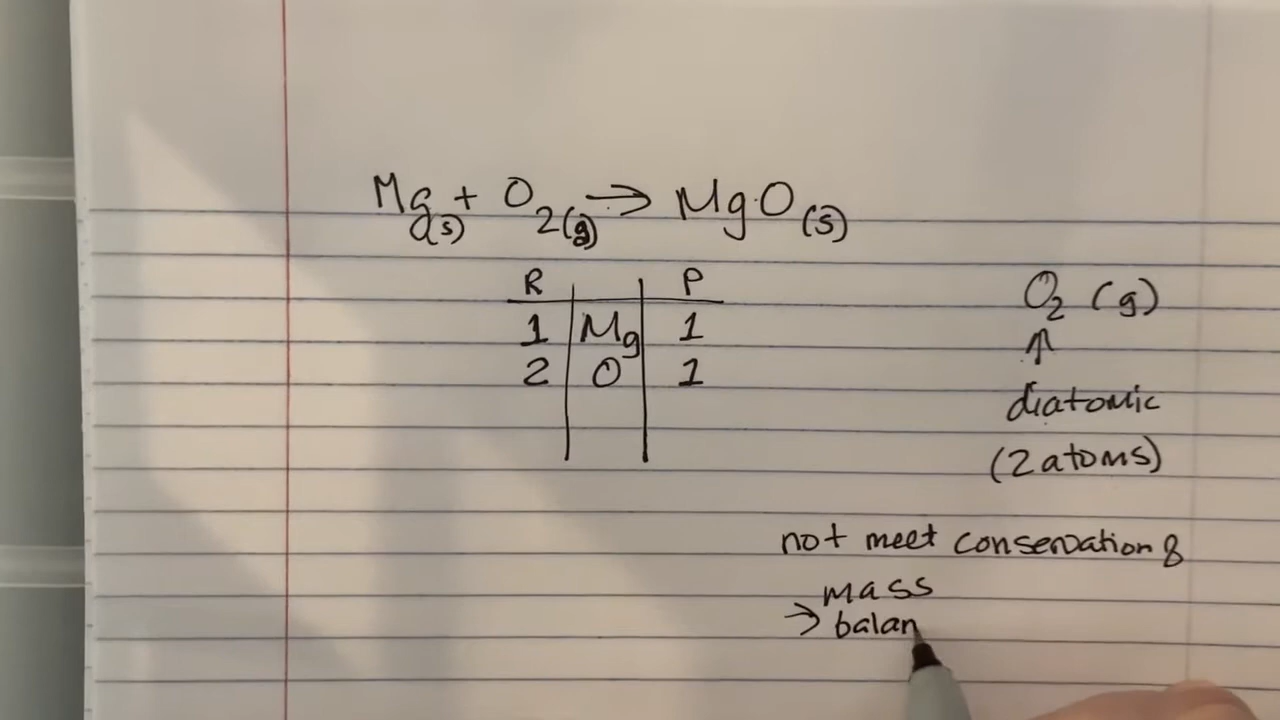 Mg(s) + O2(g) → MgO(s)
R P
1 Mg 1
2 O 1
O2 (g)
↑
diatomic
(2 atoms)
not meet conservation of
mass
→ balan